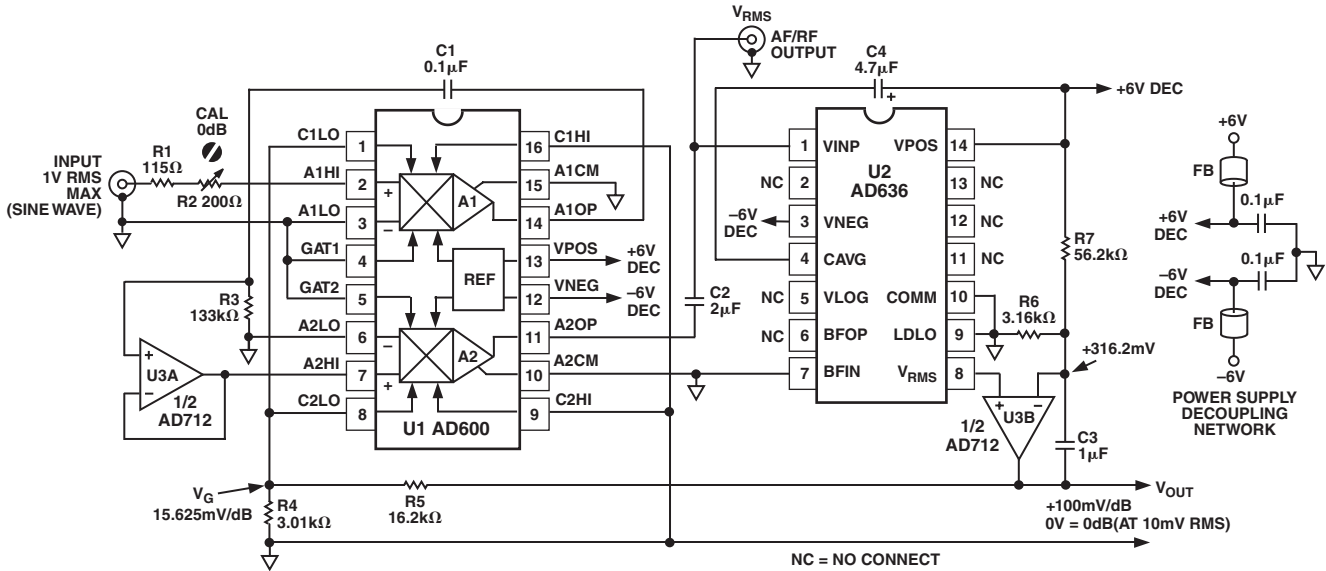 V_RMS
AF/RF
OUTPUT
C1
0.1μF
C4
4.7μF
+
+6V DEC
CAL
0dB
INPUT
1V RMS
MAX
(SINE WAVE)
R1
115Ω
R2 200Ω
C1LO
A1HI
A1LO
GAT1
GAT2
A2LO
A2HI
C2LO
1
2
3
4
5
6
7
8
+
–
A1
REF
–
+
A2
U1 AD600
16
15
14
13
12
11
10
9
C1HI
A1CM
A1OP
VPOS
VNEG
A2OP
A2CM
C2HI
+6V
DEC
–6V
DEC
R3
133kΩ
+
U3A
–
1/2
AD712
C2
2μF
1 VINP
2
3 VNEG
4 CAVG
5 VLOG
6 BFOP
7 BFIN
U2
AD636
VPOS 14
13
12
11
COMM 10
LDLO 9
V_RMS 8
NC
–6V
DEC
NC
NC
NC
NC
NC
R7
56.2kΩ
R6
3.16kΩ
+316.2mV
+ –
U3B
1/2
AD712
C3
1μF
+6V
FB
0.1μF
+6V
DEC
–6V
DEC
0.1μF
FB
–6V
POWER SUPPLY
DECOUPLING
NETWORK
V_G
15.625mV/dB
R4
3.01kΩ
R5
16.2kΩ
V_OUT
+100mV/dB
0V = 0dB(AT 10mV RMS)
NC = NO CONNECT